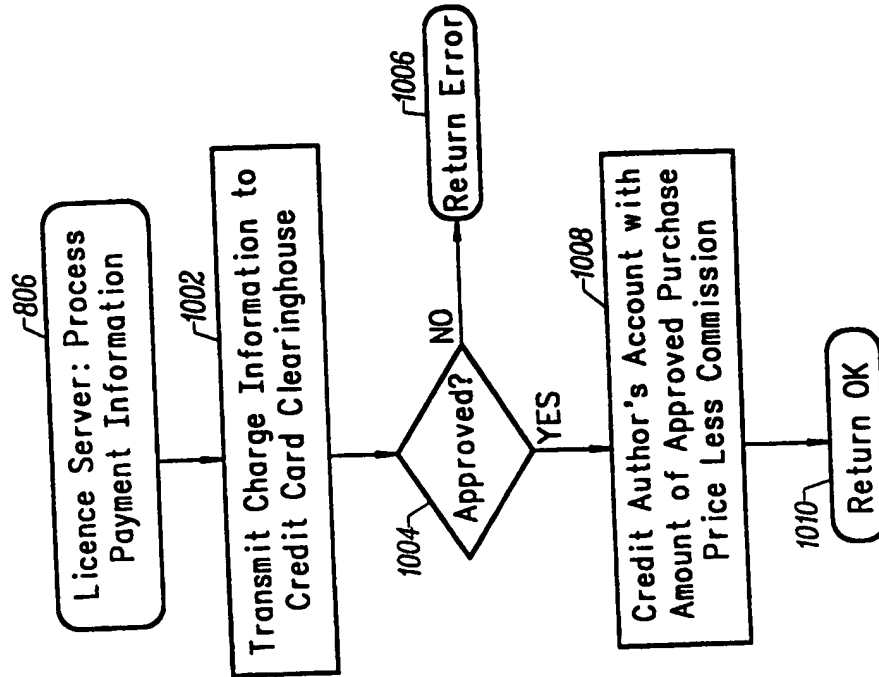 806
Licence Server: Process
Payment Information
1002
Transmit Charge Information to
Credit Card Clearinghouse
1004
Approved?
NO
1006
Return Error
YES
1008
Credit Author's Account with
Amount of Approved Purchase
Price Less Commission
1010
Return OK